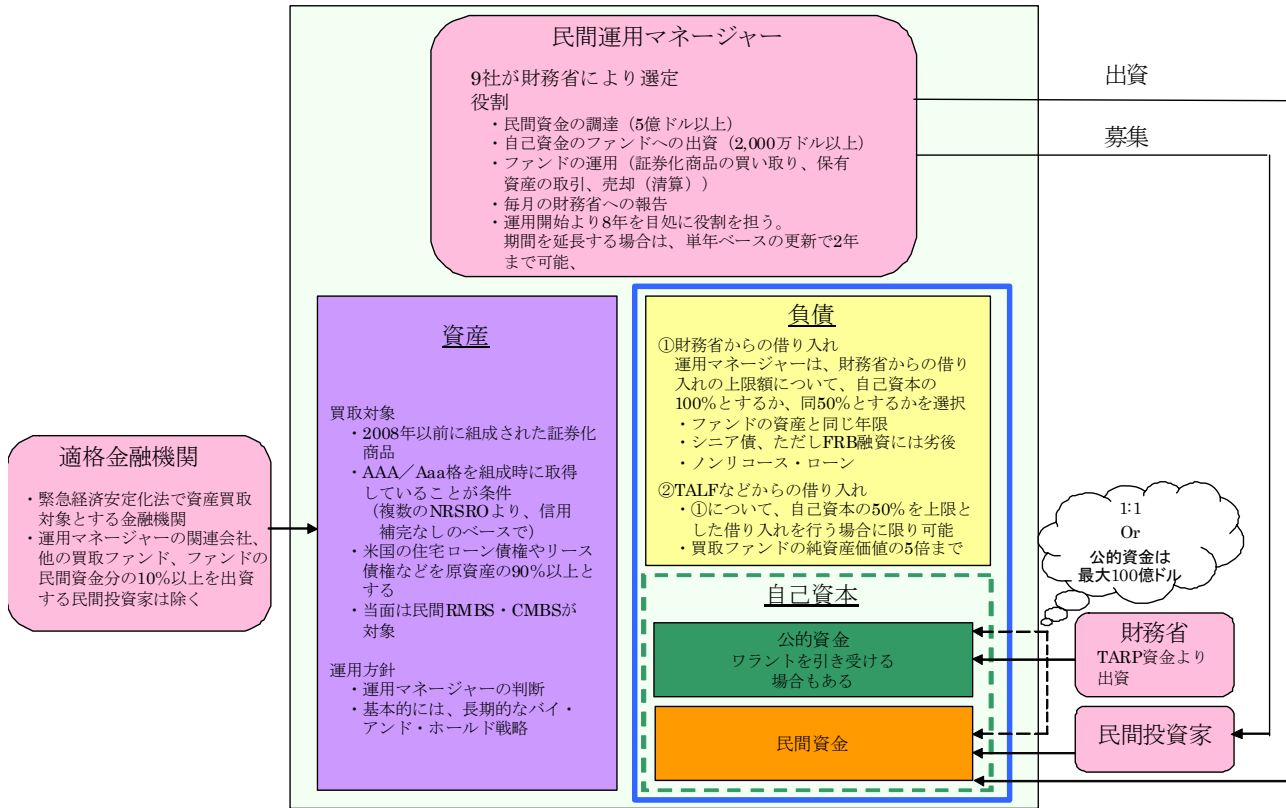 民間運用マネージャー
9社が財務省により選定
役割
・民間資金の調達（5億ドル以上）
・自己資金のファンドへの出資（2,000万ドル以上）
・ファンドの運用（証券化商品の買い取り、保有
資産の取引、売却（清算））
・毎月の財務省への報告
・運用開始より8年を目処に役割を担う。
期間を延長する場合は、単年ベースの更新で2年
まで可能、
出資
募集
適格金融機関
・緊急経済安定化法で資産買取
対象とする金融機関
・運用マネージャーの関連会社、
他の買取ファンド、ファンドの
民間資金分の10%以上を出資
する民間投資家は除く
資産
買取対象
・2008年以前に組成された証券化
商品
・AAA／Aaa格を組成時に取得
していることが条件
（複数のNRSROより、信用
補完なしのベースで）
・米国の住宅ローン債権やリース
債権などを原資産の90%以上と
する
・当面は民間RMBS・CMBSが
対象
運用方針
・運用マネージャーの判断
・基本的には、長期的なバイ・
アンド・ホールド戦略
負債
①財務省からの借り入れ
運用マネージャーは、財務省からの借り
入れの上限額について、自己資本の
100%とするか、同50%とするかを選択
・ファンドの資産と同じ年限
・シニア債、ただしFRB融資には劣後
・ノンリコース・ローン
②TALFなどからの借り入れ
・①について、自己資本の50%を上限と
した借り入れを行う場合に限り可能
・買取ファンドの純資産価値の5倍まで
自己資本
公的資金
ワラントを引き受ける
場合もある
民間資金
1:1
Or
公的資金は
最大100億ドル
財務省
TARP資金より
出資
民間投資家